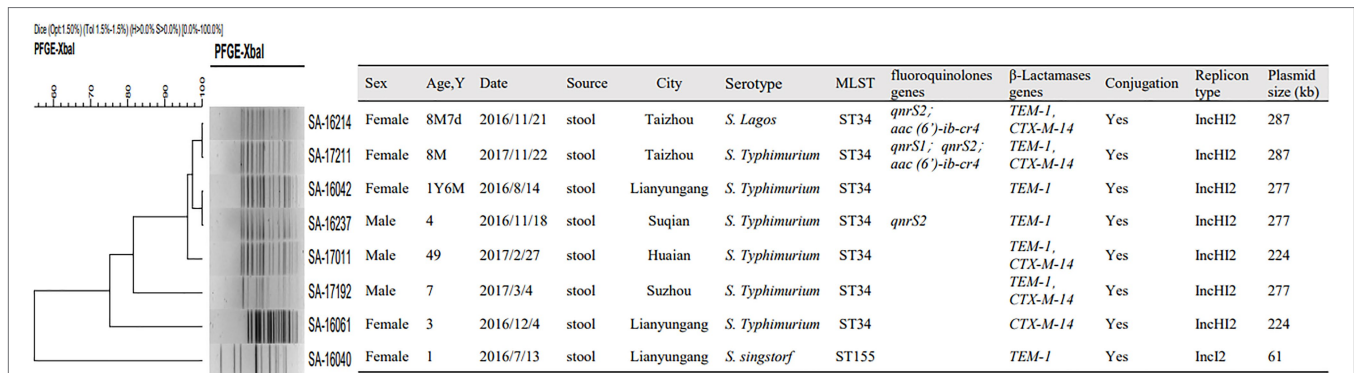 Dice (Opt:1.50%) (Tol 1.5%-1.5%) (H>0.0% S>0.0%) [0.0%-100.0%]
PFGE-XbaI PFGE-XbaI
60 70 80 90 100
Sex Age,Y Date Source City Serotype MLST fluoroquinolones genes β-Lactamases genes Conjugation Replicon type Plasmid size (kb)
SA-16214 Female 8M7d 2016/11/21 stool Taizhou S. Lagos ST34 qnrS2; aac (6')-ib-cr4 TEM-1, CTX-M-14 Yes IncHI2 287
SA-17211 Female 8M 2017/11/22 stool Taizhou S. Typhimurium ST34 qnrS1; qnrS2; aac (6')-ib-cr4 TEM-1, CTX-M-14 Yes IncHI2 287
SA-16042 Female 1Y6M 2016/8/14 stool Lianyungang S. Typhimurium ST34 TEM-1 Yes IncHI2 277
SA-16237 Male 4 2016/11/18 stool Suqian S. Typhimurium ST34 qnrS2 TEM-1 Yes IncHI2 277
SA-17011 Male 49 2017/2/27 stool Huaian S. Typhimurium ST34 TEM-1, CTX-M-14 Yes IncHI2 224
SA-17192 Male 7 2017/3/4 stool Suzhou S. Typhimurium ST34 TEM-1, CTX-M-14 Yes IncHI2 277
SA-16061 Female 3 2016/12/4 stool Lianyungang S. Typhimurium ST34 CTX-M-14 Yes IncHI2 224
SA-16040 Female 1 2016/7/13 stool Lianyungang S. singstorf ST155 TEM-1 Yes IncI2 61